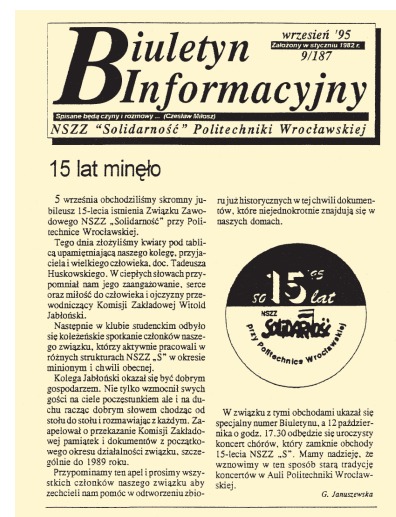 Biuletyn
Informacyjny
wrzesień '95
Założony w styczniu 1982 r.
9/187
Spisane będą czyny i rozmowy ... (Czesław Miłosz)
NSZZ "Solidarność" Politechniki Wrocławskiej
15 lat minęło
5 września obchodziliśmy skromny ju-
bileusz 15-lecia istnienia Związku Zawo-
dowego NSZZ „Solidarność" przy Poli-
technice Wrocławskiej.
Tego dnia złożyliśmy kwiaty pod tabli-
cą upamiętniającą naszego kolegę, przyja-
ciela i wielkiego człowieka, doc. Tadeusza
Huskowskiego. W ciepłych słowach przy-
pomniał nam jego zaangażowanie, serce
oraz miłość do człowieka i ojczyzny prze-
wodniczący Komisji Zakładowej Witold
Jabłoński.
Następnie w klubie studenckim odbyło
się koleżeńskie spotkanie członków nasze-
go związku, którzy aktywnie pracowali w
różnych strukturach NSZZ „S" w okresie
minionym i chwili obecnej.
Kolega Jabłoński okazał się być dobrym
gospodarzem. Nie tylko wzmocnił swych
gości na ciele poczęstunkiem ale i na du-
chu racząc dobrym słowem chodząc od
stołu do stołu i rozmawiając z każdym. Za-
apelował o przekazanie Komisji Zakłado-
wej pamiątek i dokumentów z początko-
wego okresu działalności związku, szcze-
gólnie do 1989 roku.
Przypominamy ten apel i prosimy wszy-
stkich członków naszego związku aby
zechcieli nam pomóc w odtworzeniu zbio-
ru już historycznych w tej chwili dokumen-
tów, które niejednokrotnie znajdują się w
naszych domach.
80 15 '95
lat
NSZZ
SOLIDARNOŚĆ
przy Politechnice Wrocławskiej
W związku z tymi obchodami ukazał się
specjalny numer Biuletynu, a 12 paździer-
nika o godz. 17.30 odbędzie się uroczysty
koncert chórów, który zamknie obchody
15-lecia NSZZ „S". Mamy nadzieję, że
wznowimy w ten sposób starą tradycję
koncertów w Auli Politechniki Wrocław-
skiej.
G. Januszewska